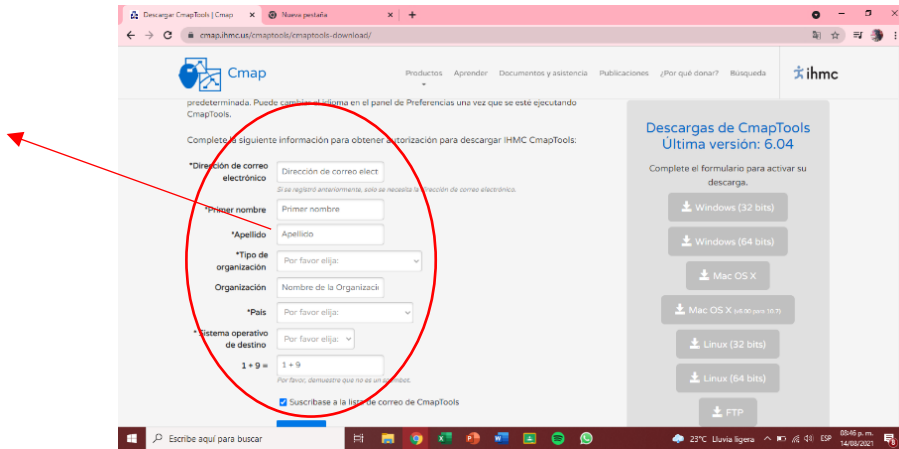 Descargar CmapTools | Cmap
Nueva pestaña
cmap.ihmc.us/cmaptools/cmaptools-download/
Cmap
Productos Aprender Documentos y asistencia Publicaciones ¿Por qué donar? Búsqueda
ihmc
predeterminada. Puede cambiar el idioma en el panel de Preferencias una vez que se esté ejecutando
CmapTools.
Complete la siguiente información para obtener autorización para descargar IHMC CmapTools:
*Dirección de correo
electrónico
Dirección de correo elect
Si se registró anteriormente, solo se necesita la dirección de correo electrónico.
*Primer nombre
Primer nombre
*Apellido
Apellido
*Tipo de
organización
Por favor elija:
Organización
Nombre de la Organizaci
*País
Por favor elija:
* Sistema operativo
de destino
Por favor elija:
1 + 9 =
1 + 9
Por favor, demuestre que no es un
Suscríbase a la lista de correo de CmapTools
Descargas de CmapTools
Última versión: 6.04
Complete el formulario para activar su
descarga.
Windows (32 bits)
Windows (64 bits)
Mac OS X
Mac OS X
Linux (32 bits)
Linux (64 bits)
FTP
Escribe aquí para buscar
23°C Lluvia ligera
ESP
08:46 p. m.
14/08/2021